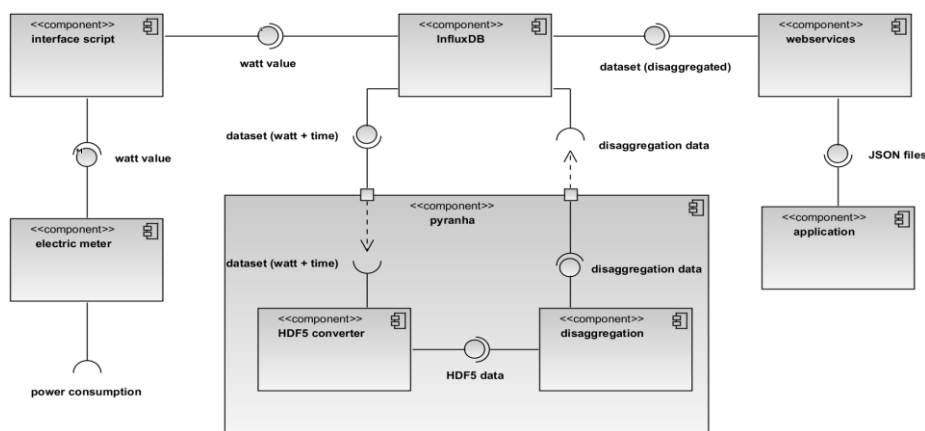 <<component>>
interface script
watt value
<<component>>
InfluxDB
dataset (disaggregated)
<<component>>
webservices
watt value
dataset (watt + time)
disaggregation data
JSON files
<<component>>
electric meter
<<component>>
pyranha
<<component>>
application
dataset (watt + time)
disaggregation data
<<component>>
HDF5 converter
HDF5 data
<<component>>
disaggregation
power consumption